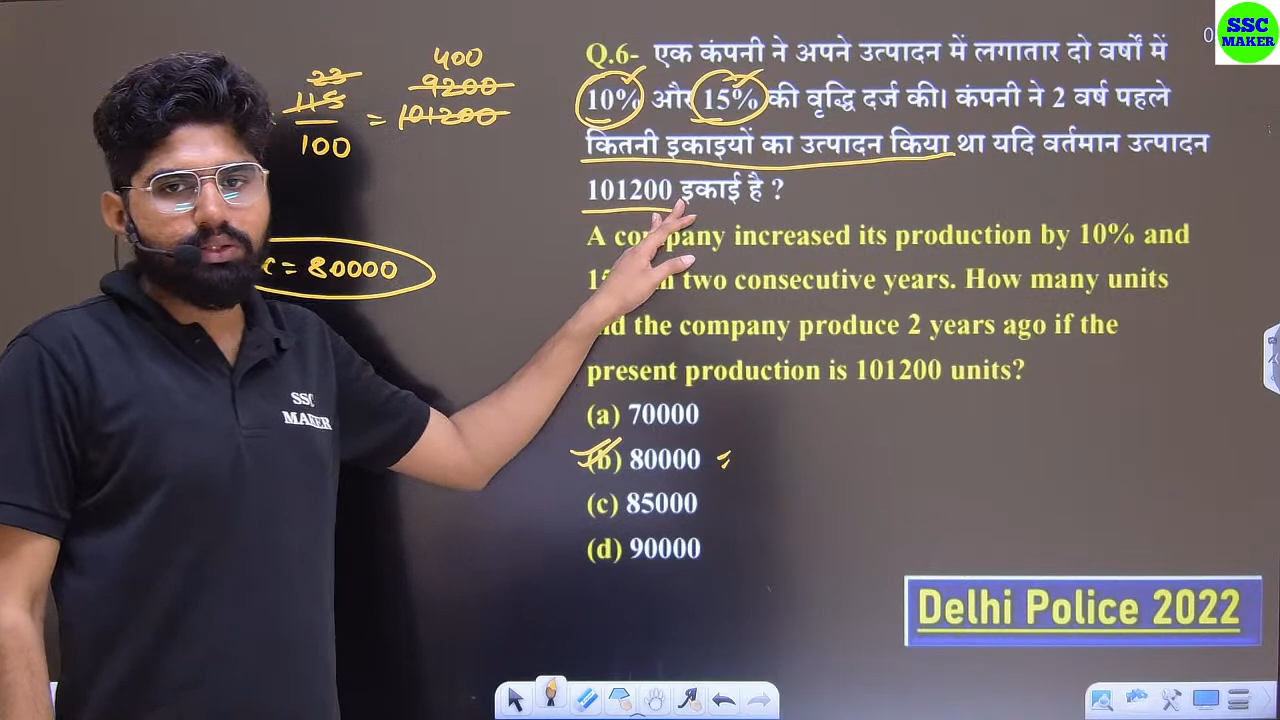 SSC
MAKER
Q.6- एक कंपनी ने अपने उत्पादन में लगातार दो वर्षों में
10% और 15% की वृद्धि दर्ज की। कंपनी ने 2 वर्ष पहले
कितनी इकाइयों का उत्पादन किया था यदि वर्तमान उत्पादन
101200 इकाई है ?
A company increased its production by 10% and
two consecutive years. How many units
the company produce 2 years ago if the
present production is 101200 units?
(a) 70000
(b) 80000
(c) 85000
(d) 90000
Delhi Police 2022
400
23 9200
115 = 101200
100
= 80000
SSC
MAKER